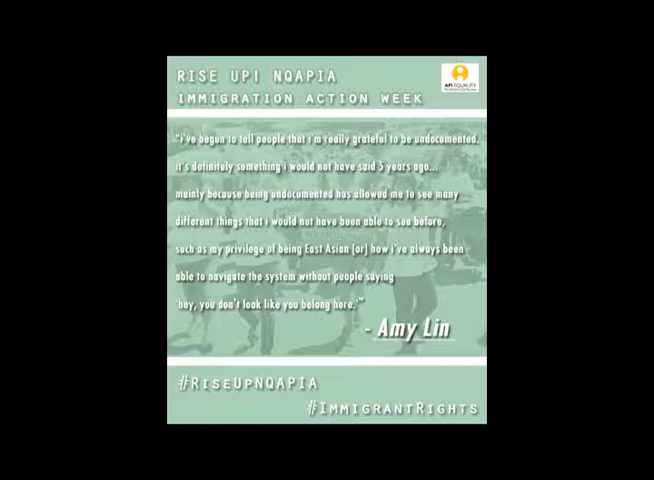 RISE UP! NQAPIA
IMMIGRATION ACTION WEEK
API EQUALITY
"i've begun to tell people that i'm really grateful to be undocumented.
it's definitely something i would not have said 5 years ago...
mainly because being undocumented has allowed me to see many
different things that i would not have been able to see before,
such as my privilege of being East Asian [or] how i've always been
able to navigate the system without people saying
'hey, you don't look like you belong here.'"
- Amy Lin
#RISEUPNQAPIA
#IMMIGRANTRIGHTS